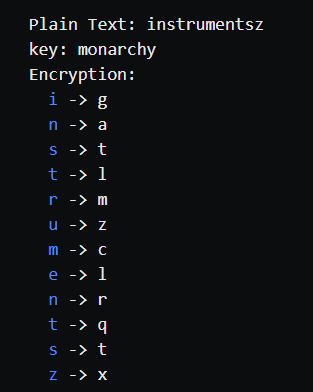 Plain Text: instrumentsz
key: monarchy
Encryption:
i -> g
n -> a
s -> t
t -> l
r -> m
u -> z
m -> c
e -> l
n -> r
t -> q
s -> t
z -> x